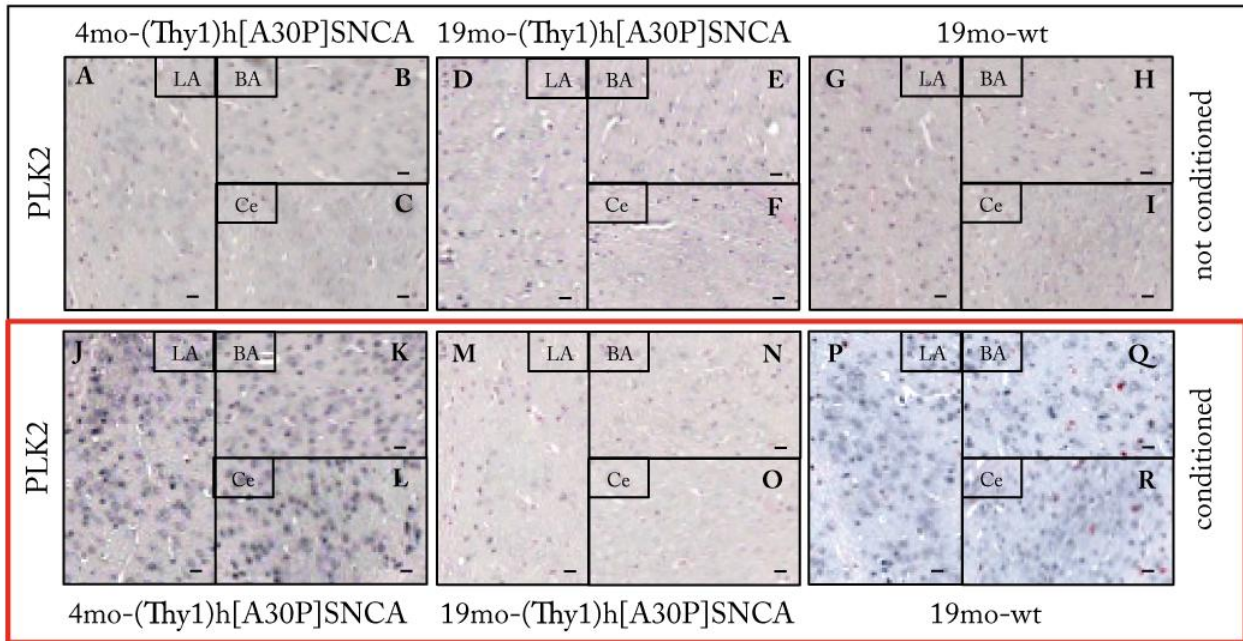 4mo-(Thy1)h[A30P]SNCA 19mo-(Thy1)h[A30P]SNCA 19mo-wt
A LA BA B D LA BA E G LA BA H
Ce C Ce F Ce I
PLK2
not conditioned
J LA BA K M LA BA N P LA BA Q
Ce L Ce O Ce R
PLK2
conditioned
4mo-(Thy1)h[A30P]SNCA 19mo-(Thy1)h[A30P]SNCA 19mo-wt